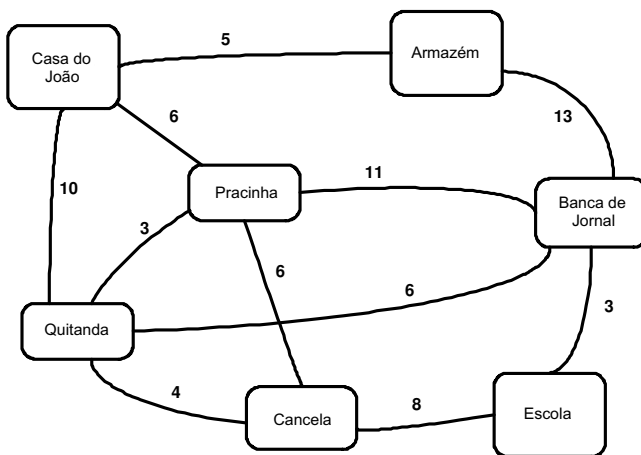 Casa do
João
5
Armazém
6
13
10
Pracinha
11
Banca de
Jornal
3
6
6
3
Quitanda
4
Cancela
8
Escola